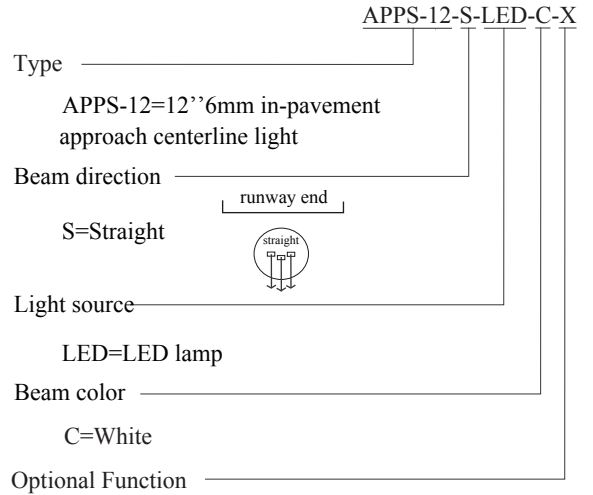 APPS-12-S-LED-C-X
Type
APPS-12=12’’6mm in-pavement
approach centerline light
Beam direction
runway end
S=Straight
straight
Light source
LED=LED lamp
Beam color
C=White
Optional Function